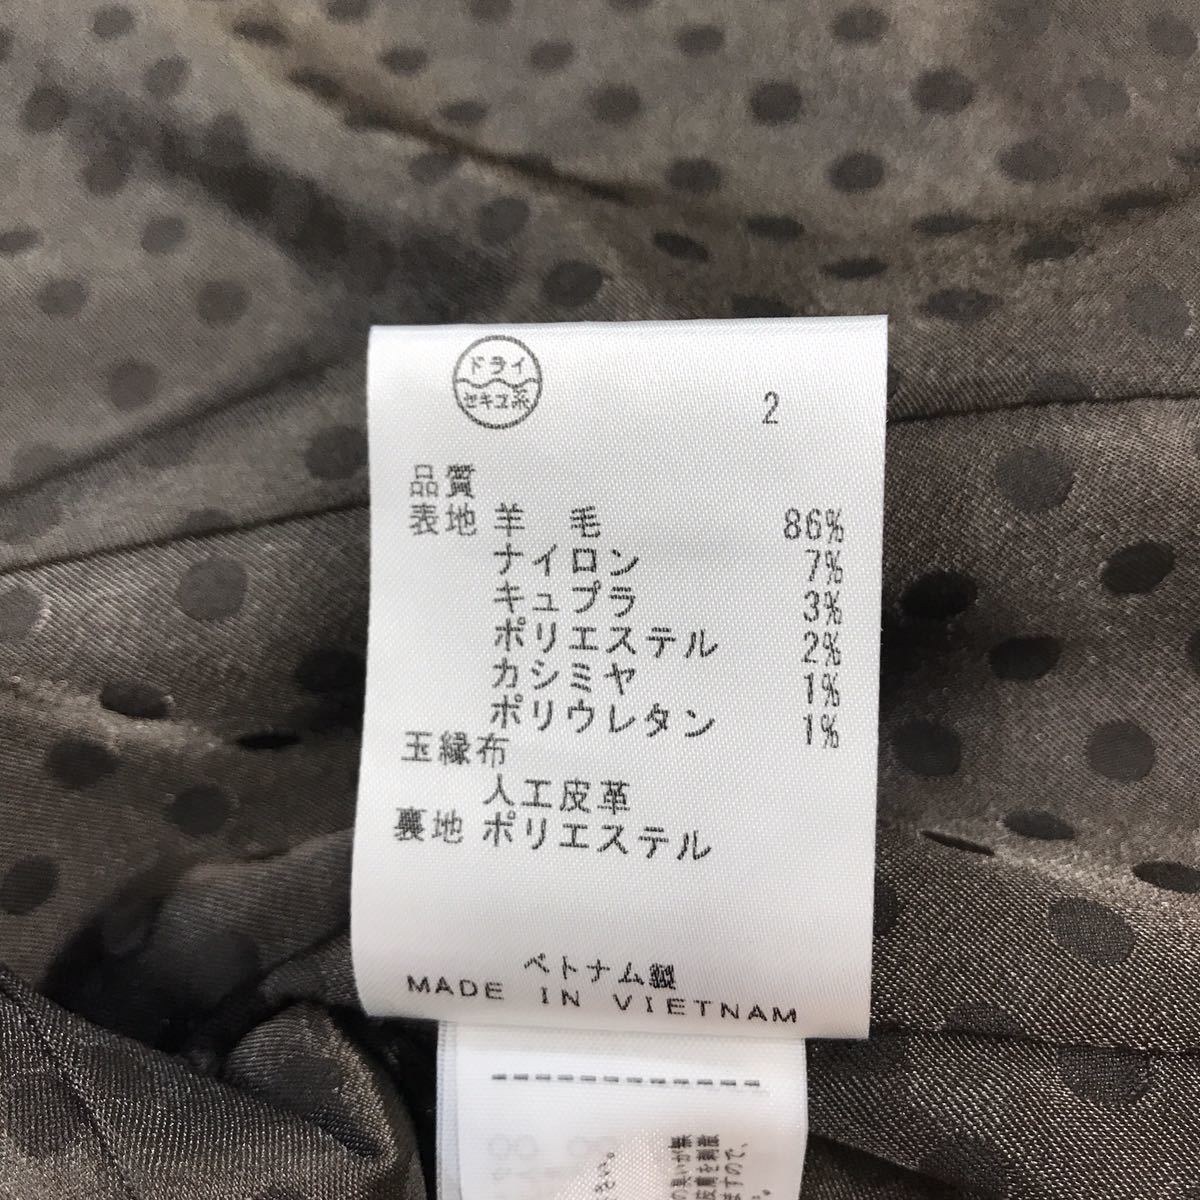 ドライ
セキユ系
2
品質
表地 羊 毛 86%
ナイロン 7%
キュプラ 3%
ポリエステル 2%
カシミヤ 1%
ポリウレタン 1%
玉縁布
人工皮革
裏地 ポリエステル
ベトナム製
MADE IN VIETNAM